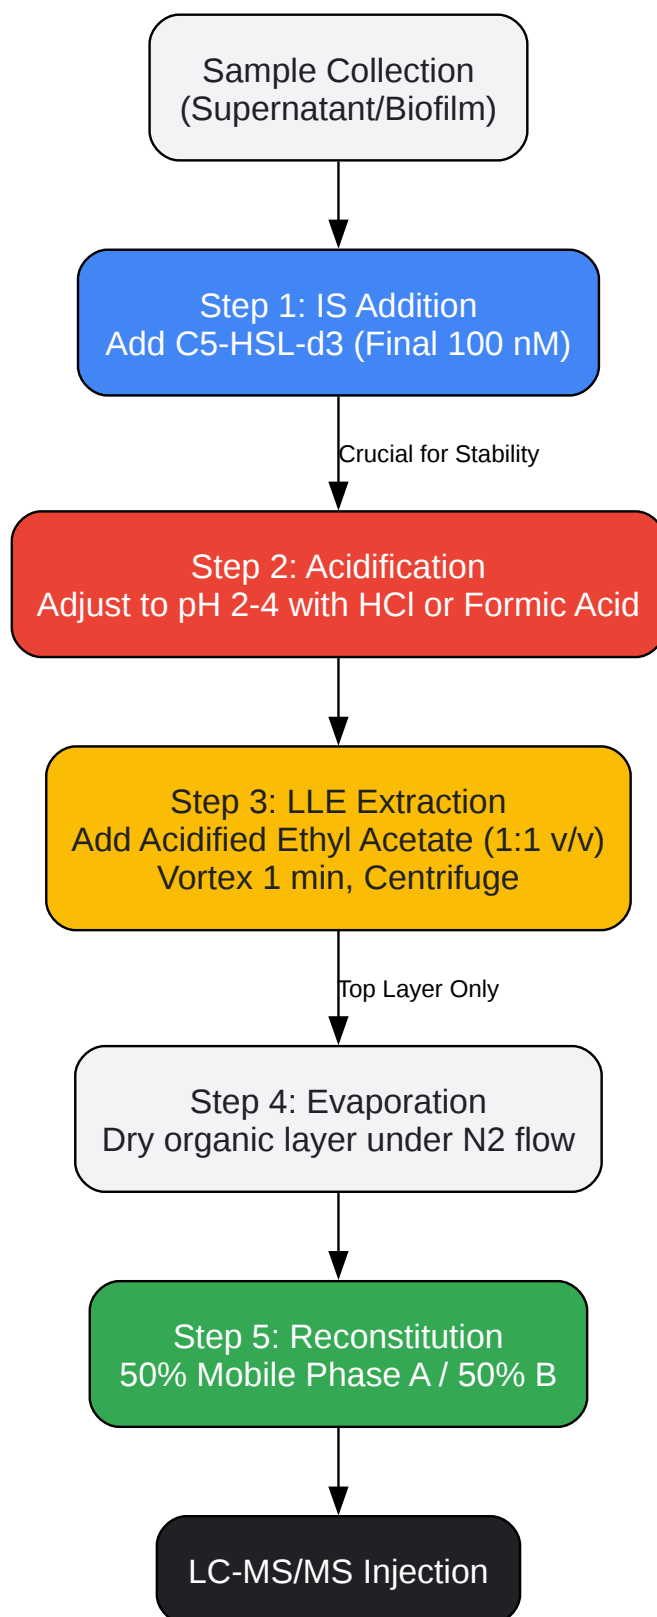 Sample Collection
(Supernatant/Biofilm)
Step 1: IS Addition
Add C5-HSL-d3 (Final 100 nM)
Crucial for Stability
Step 2: Acidification
Adjust to pH 2-4 with HCl or Formic Acid
Step 3: LLE Extraction
Add Acidified Ethyl Acetate (1:1 v/v)
Vortex 1 min, Centrifuge
Top Layer Only
Step 4: Evaporation
Dry organic layer under N2 flow
Step 5: Reconstitution
50% Mobile Phase A / 50% B
LC-MS/MS Injection